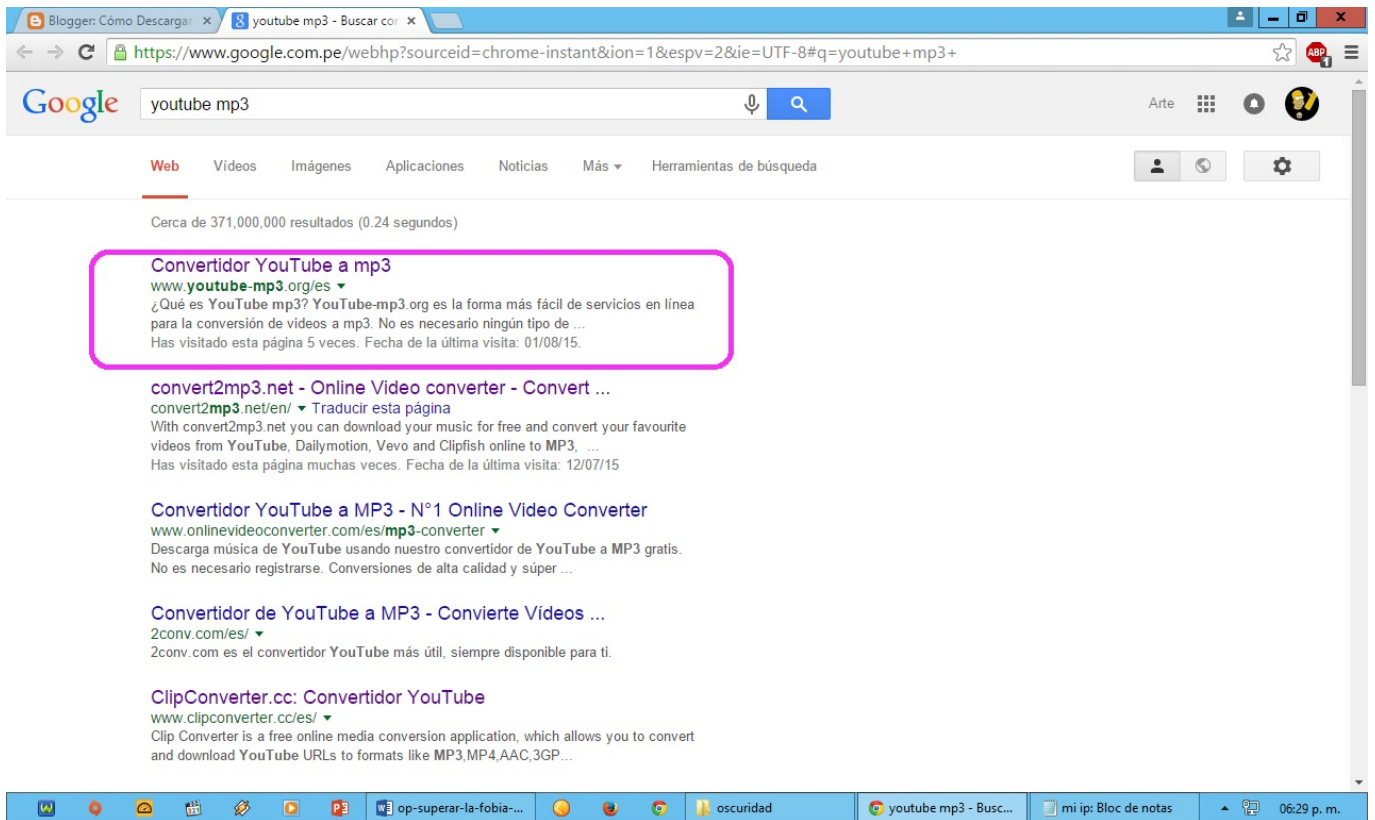 Blogger: Cómo Descargar
youtube mp3 - Buscar con
https://www.google.com.pe/webhp?sourceid=chrome-instant&ion=1&espv=2&ie=UTF-8#q=youtube+mp3+
ABP
1
Google
youtube mp3
Arte
Web Vídeos Imágenes Aplicaciones Noticias Más Herramientas de búsqueda
Cerca de 371,000,000 resultados (0.24 segundos)
Convertidor YouTube a mp3
www.youtube-mp3.org/es
¿Qué es YouTube mp3? YouTube-mp3.org es la forma más fácil de servicios en línea
para la conversión de videos a mp3. No es necesario ningún tipo de ...
Has visitado esta página 5 veces. Fecha de la última visita: 01/08/15.
convert2mp3.net - Online Video converter - Convert ...
convert2mp3.net/en/ Traducir esta página
With convert2mp3.net you can download your music for free and convert your favourite
videos from YouTube, Dailymotion, Vevo and Clipfish online to MP3, ...
Has visitado esta página muchas veces. Fecha de la última visita: 12/07/15
Convertidor YouTube a MP3 - N°1 Online Video Converter
www.onlinevideoconverter.com/es/mp3-converter
Descarga música de YouTube usando nuestro convertidor de YouTube a MP3 gratis.
No es necesario registrarse. Conversiones de alta calidad y súper ...
Convertidor de YouTube a MP3 - Convierte Vídeos ...
2conv.com/es/
2conv.com es el convertidor YouTube más útil, siempre disponible para ti.
ClipConverter.cc: Convertidor YouTube
www.clipconverter.cc/es/
Clip Converter is a free online media conversion application, which allows you to convert
and download YouTube URLs to formats like MP3,MP4,AAC,3GP...
op-superar-la-fobia-... oscuridad youtube mp3 - Busc... mi ip: Bloc de notas 06:29 p. m.